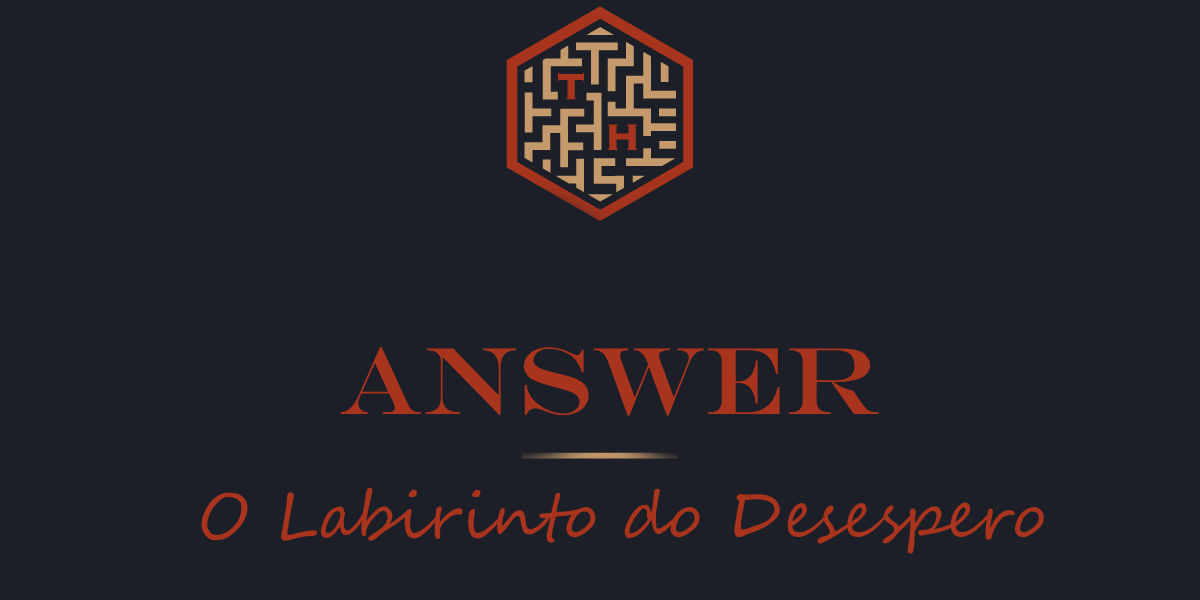 T
H
ANSWER
O Labirinto do Desespero